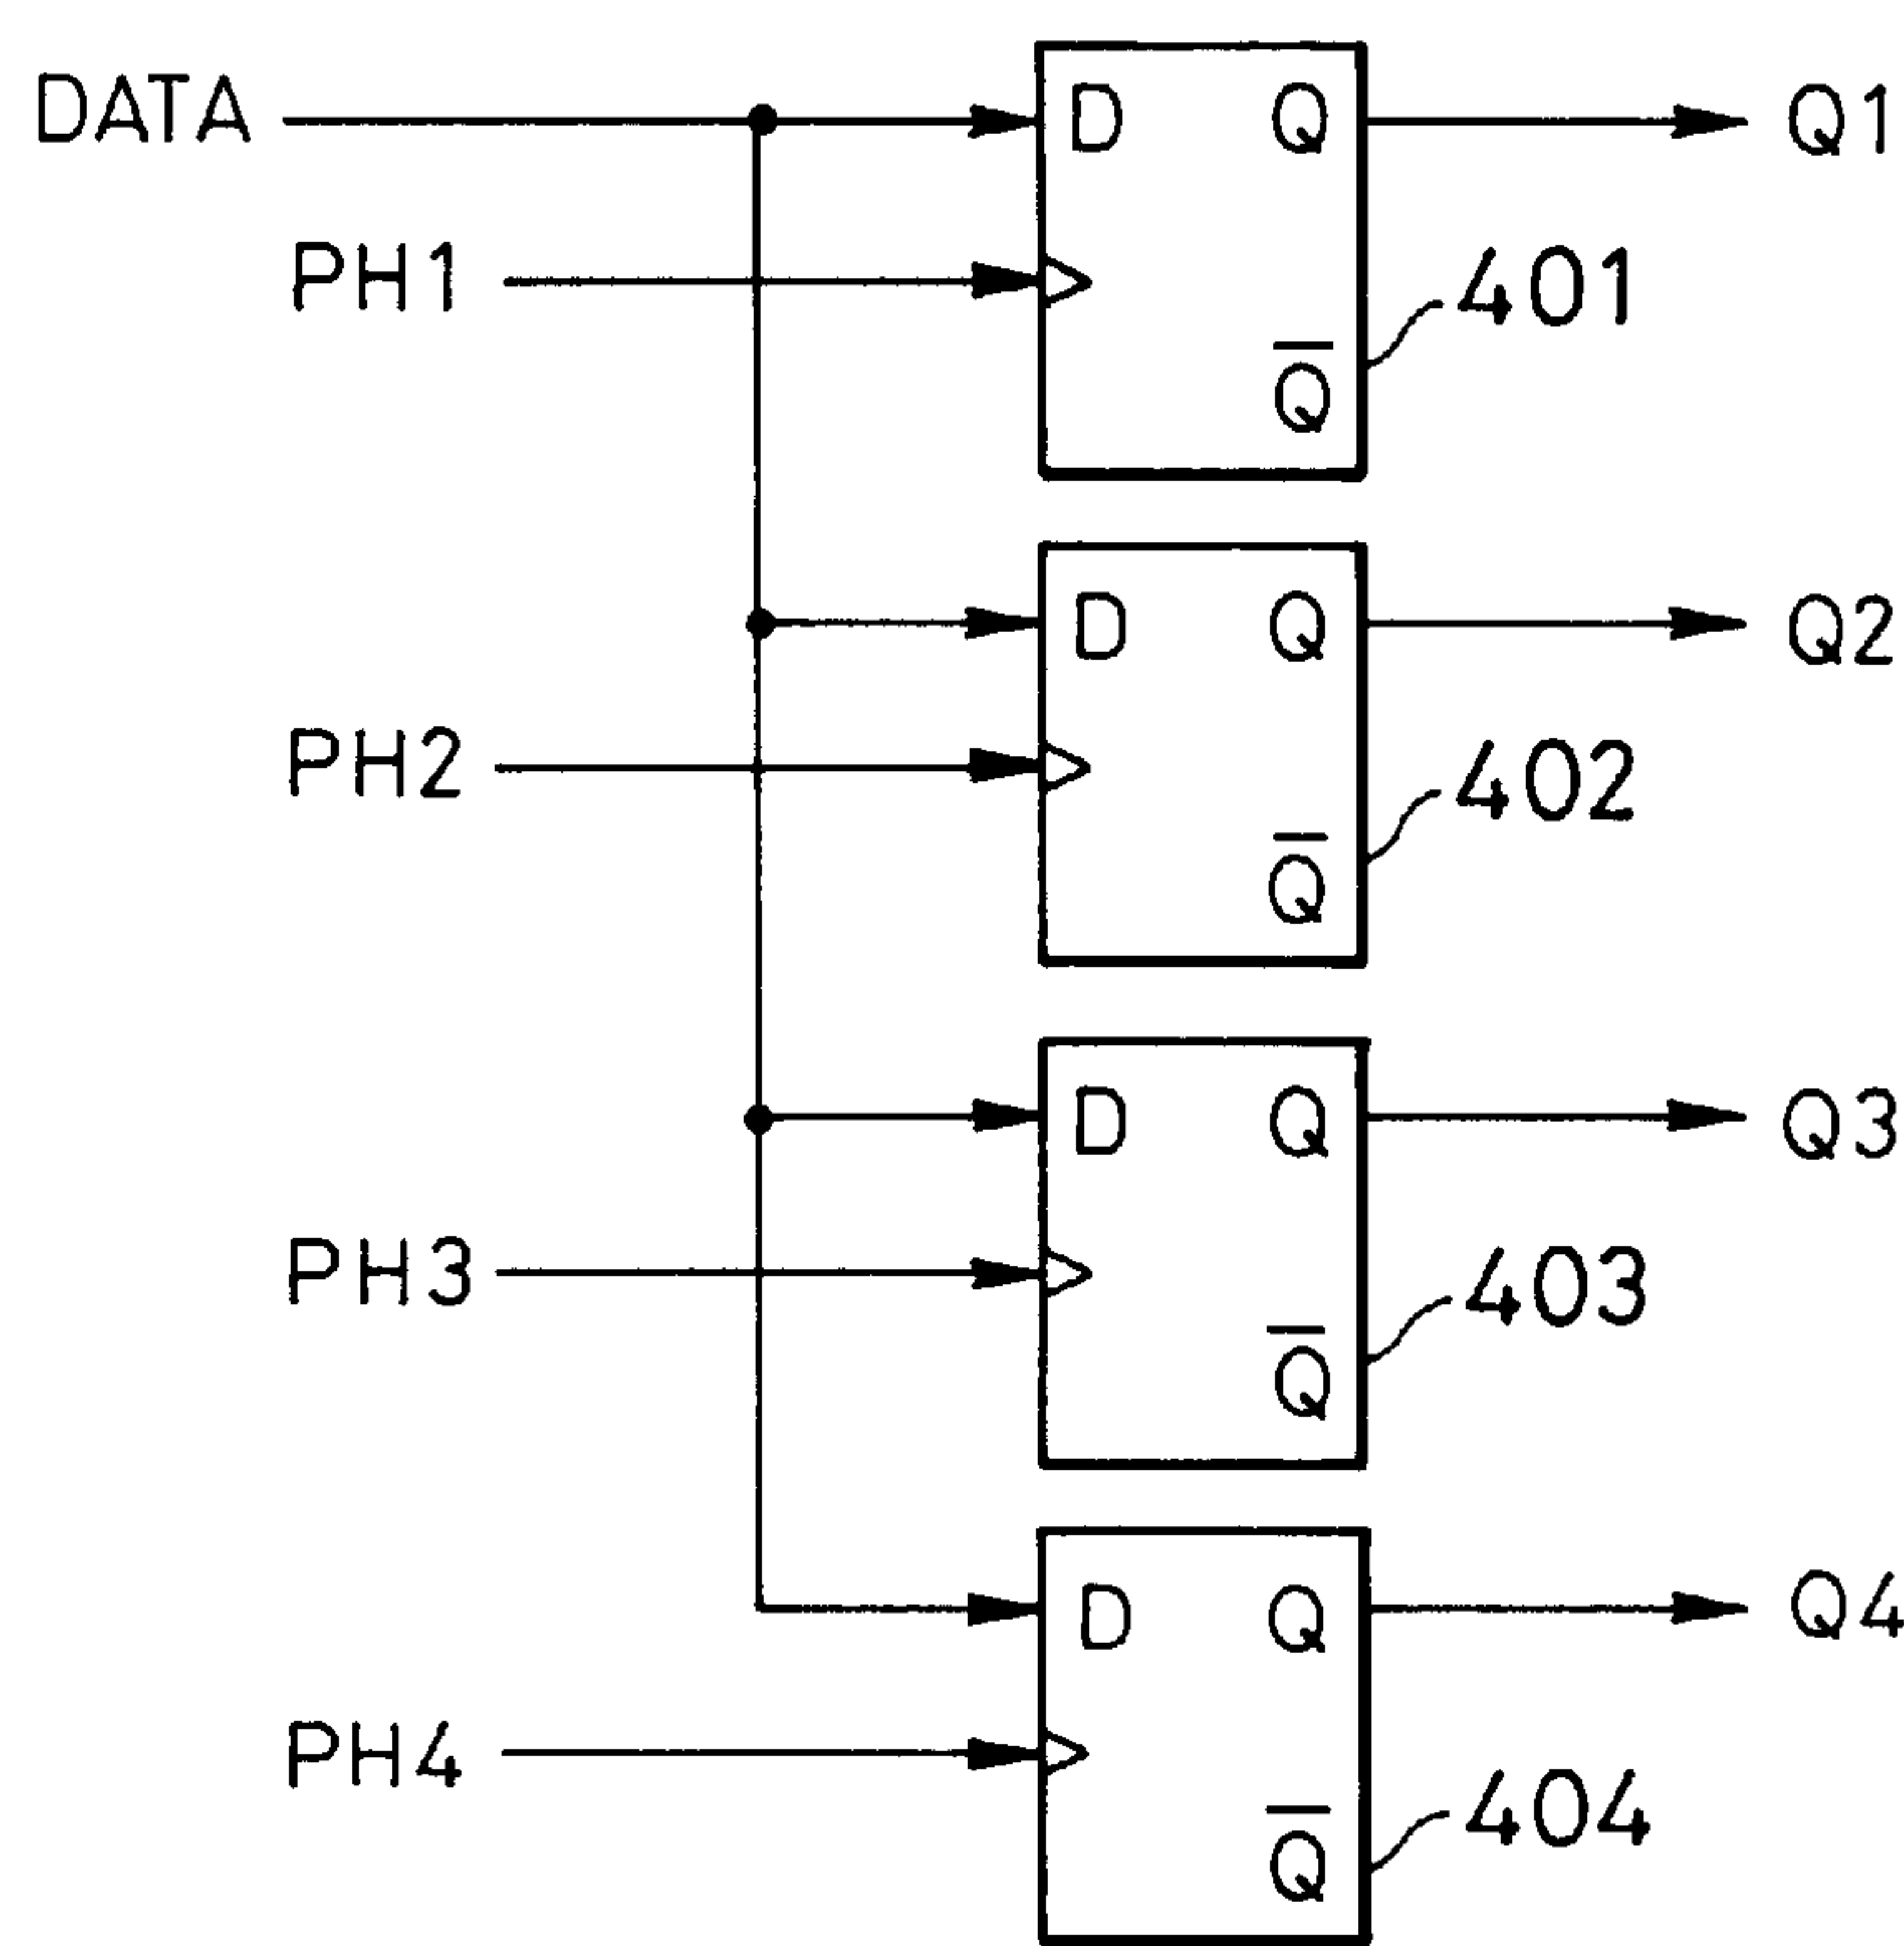 DATA D Q Q1
PH1 401
Q̅
D Q Q2
PH2 402
Q̅
D Q Q3
PH3 403
Q̅
D Q Q4
PH4 404
Q̅